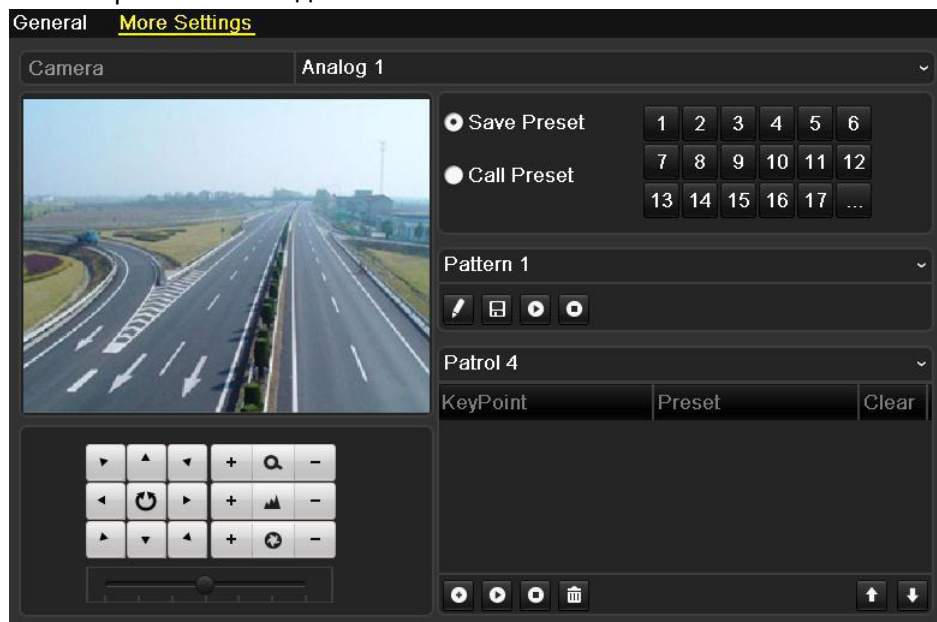 General More Settings
Camera Analog 1
Save Preset 1 2 3 4 5 6
Call Preset 7 8 9 10 11 12
13 14 15 16 17 ...
Pattern 1
Patrol 4
KeyPoint Preset Clear